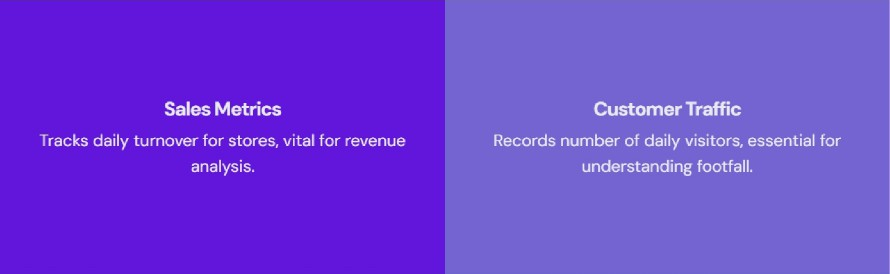 Sales Metrics
Tracks daily turnover for stores, vital for revenue
analysis.
Customer Traffic
Records number of daily visitors, essential for
understanding footfall.